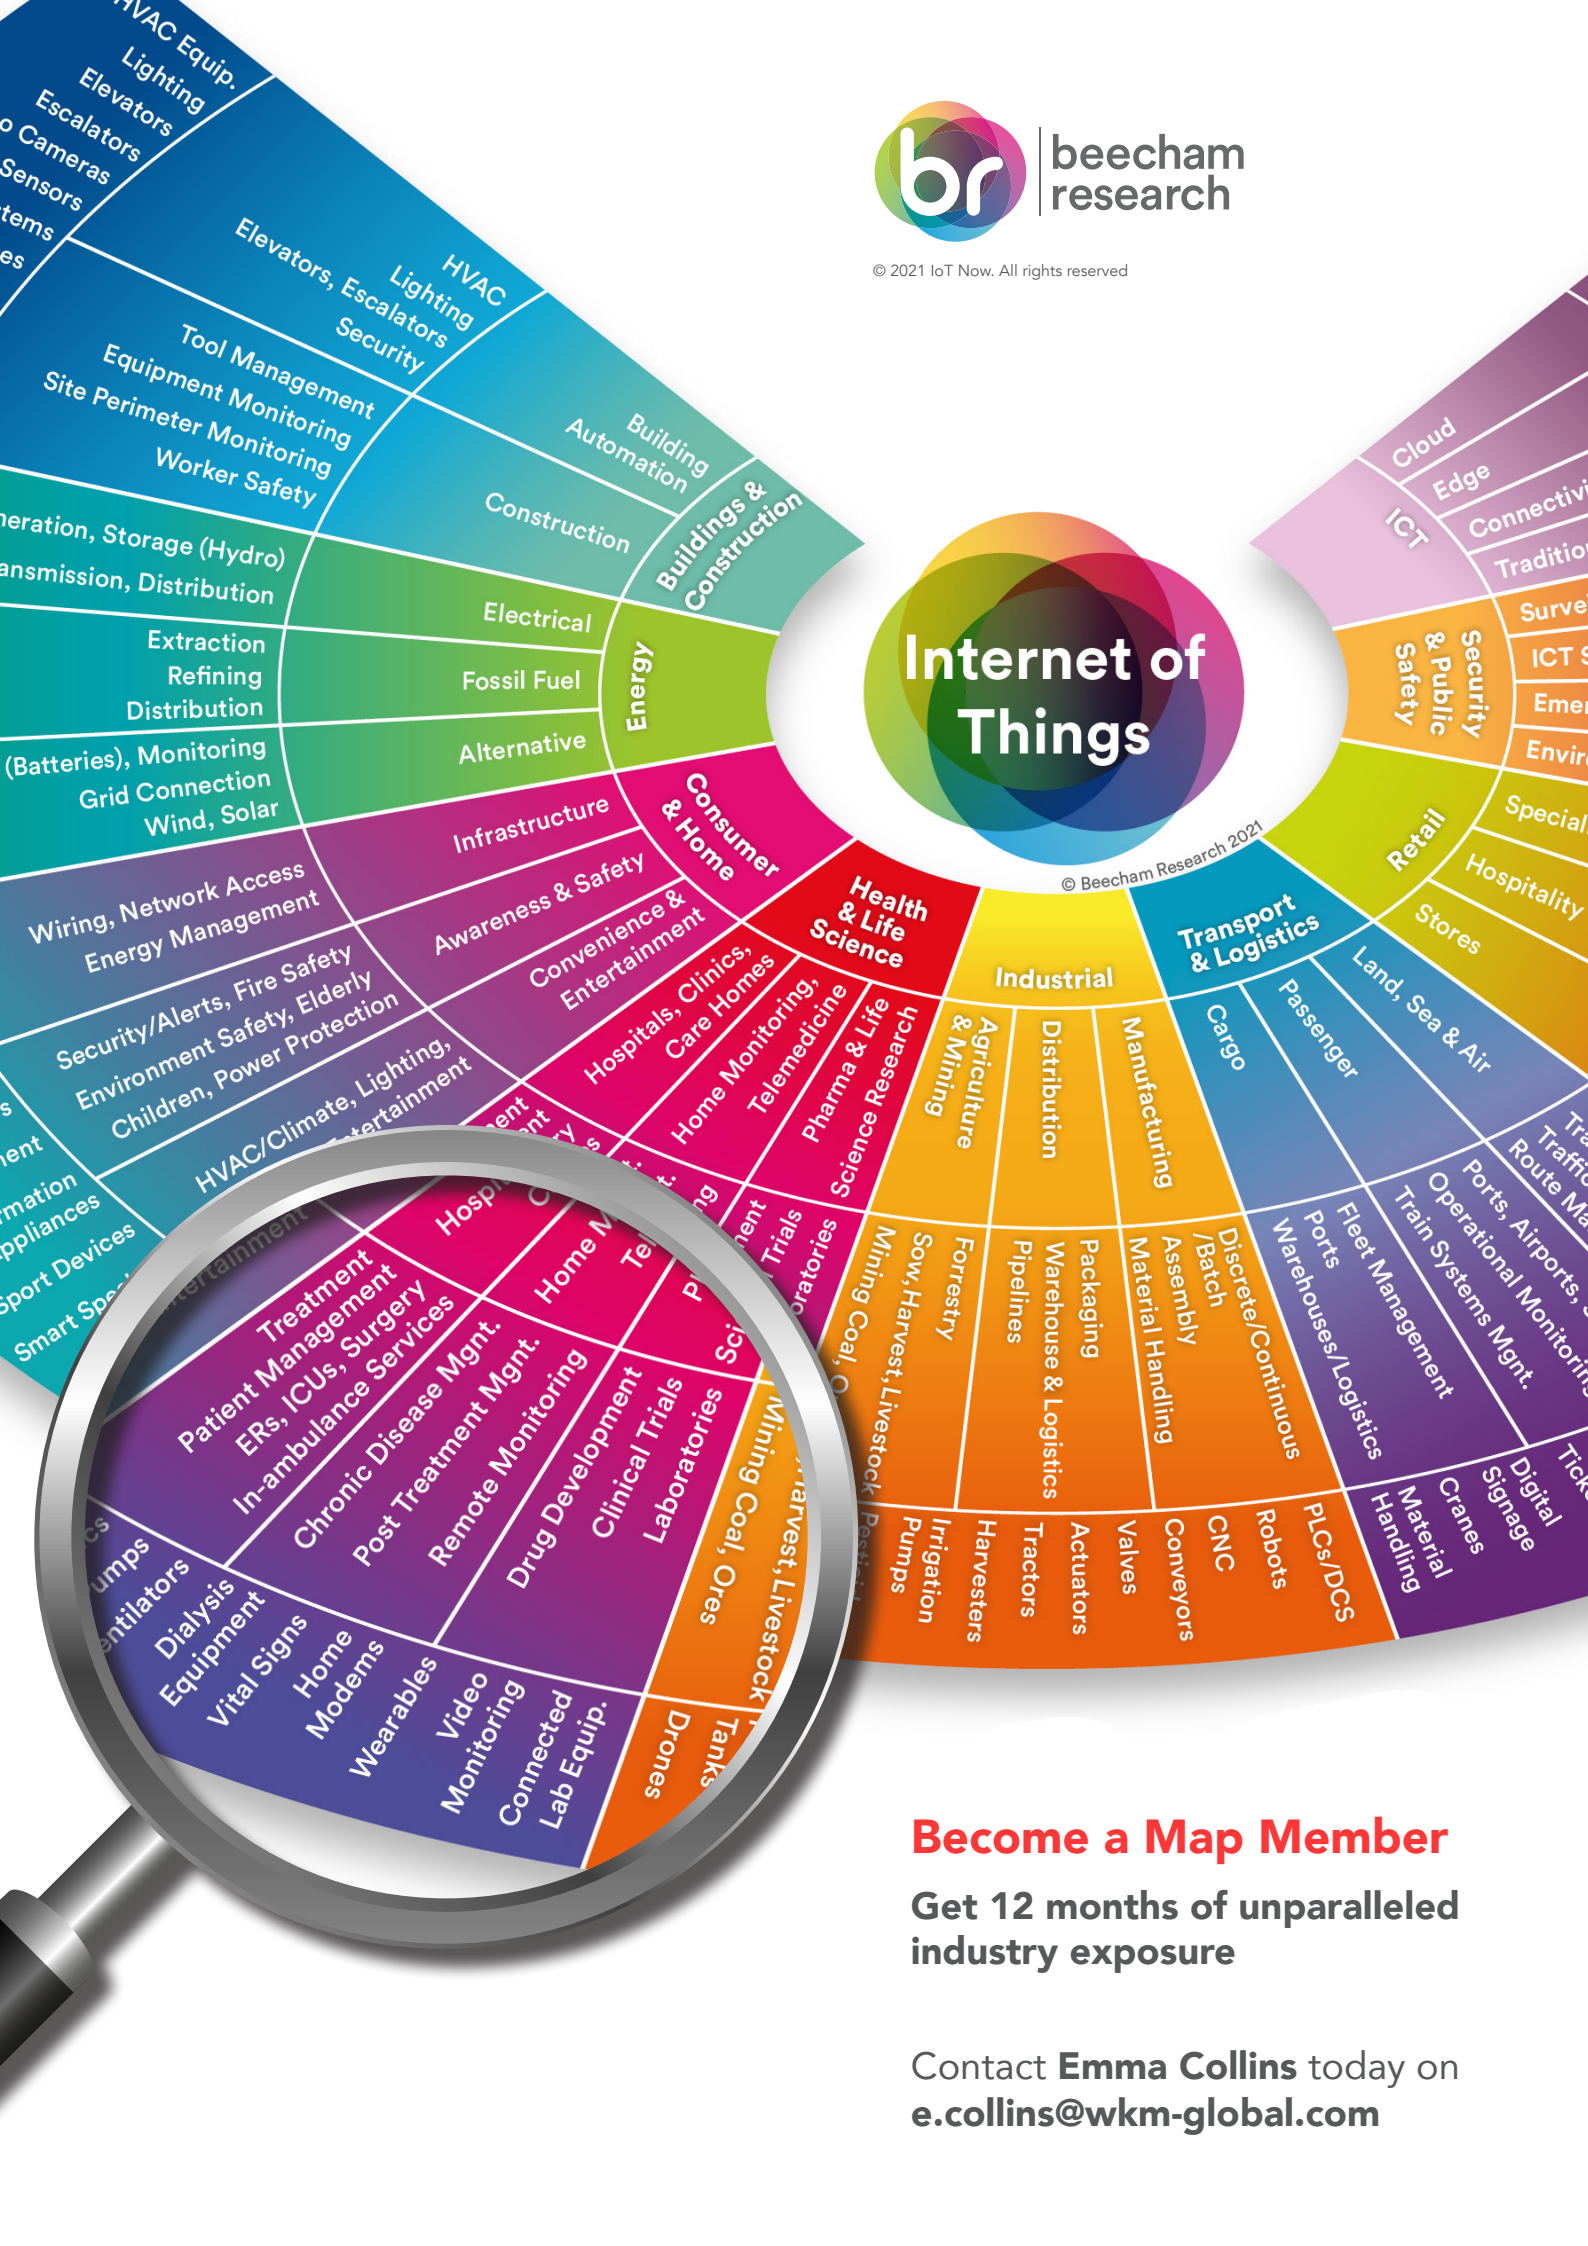 beecham
research
© 2021 IoT Now. All rights reserved
HVAC Equip.
Lighting
Elevators
Escalators
Cameras
Sensors
HVAC
Lighting
Elevators, Escalators
Security
Building
Automation
Buildings &
Construction
Tool Management
Equipment Monitoring
Site Perimeter Monitoring
Worker Safety
Construction
Storage (Hydro)
Distribution
Electrical
Extraction
Refining
Distribution
Fossil Fuel
Energy
(Batteries), Monitoring
Grid Connection
Wind, Solar
Alternative
Wiring, Network Access
Energy Management
Infrastructure
Consumer
& Home
Security/Alerts, Fire Safety
Environment Safety, Elderly
Children, Power Protection
Awareness & Safety
HVAC/Climate, Lighting,
Convenience &
Entertainment
Sport Devices
Smart
Internet of
Things
© Beecham Research 2021
Health
& Life
Science
Hospitals, Clinics,
Care Homes
Home Monitoring,
Telemedicine
Pharma & Life
Science Research
Treatment
Patient Management
ERs, ICUs, Surgery
In-ambulance Services
Chronic Disease Mgnt.
Post Treatment Mgnt.
Remote Monitoring
Drug Development
Clinical Trials
Laboratories
Dialysis
Equipment
Vital Signs
Home
Modems
Wearables
Video
Monitoring
Connected
Lab Equip.
Mining Coal, Ores
Livestock
Drones
Tanks
Industrial
Agriculture
& Mining
Distribution
Manufacturing
Forrestry
Sow, Harvest, Livestock
Mining Coal,
Packaging
Warehouse & Logistics
Pipelines
Discrete/Continuous
/Batch
Assembly
Material Handling
Irrigation
Pumps
Harvesters
Tractors
Actuators
Valves
Conveyors
CNC
Robots
PLCs/DCS
Transport
& Logistics
Cargo
Passenger
Land, Sea & Air
Fleet Management
Ports
Warehouses/Logistics
Ports, Airports,
Operational Monitoring
Train Systems Mgnt.
Route
Material
Handling
Cranes
Digital
Signage
Retail
Hospitality
Stores
Security
& Public
Safety
ICT
ICT
Cloud
Edge
Become a Map Member
Get 12 months of unparalleled
industry exposure
Contact Emma Collins today on
e.collins@wkm-global.com